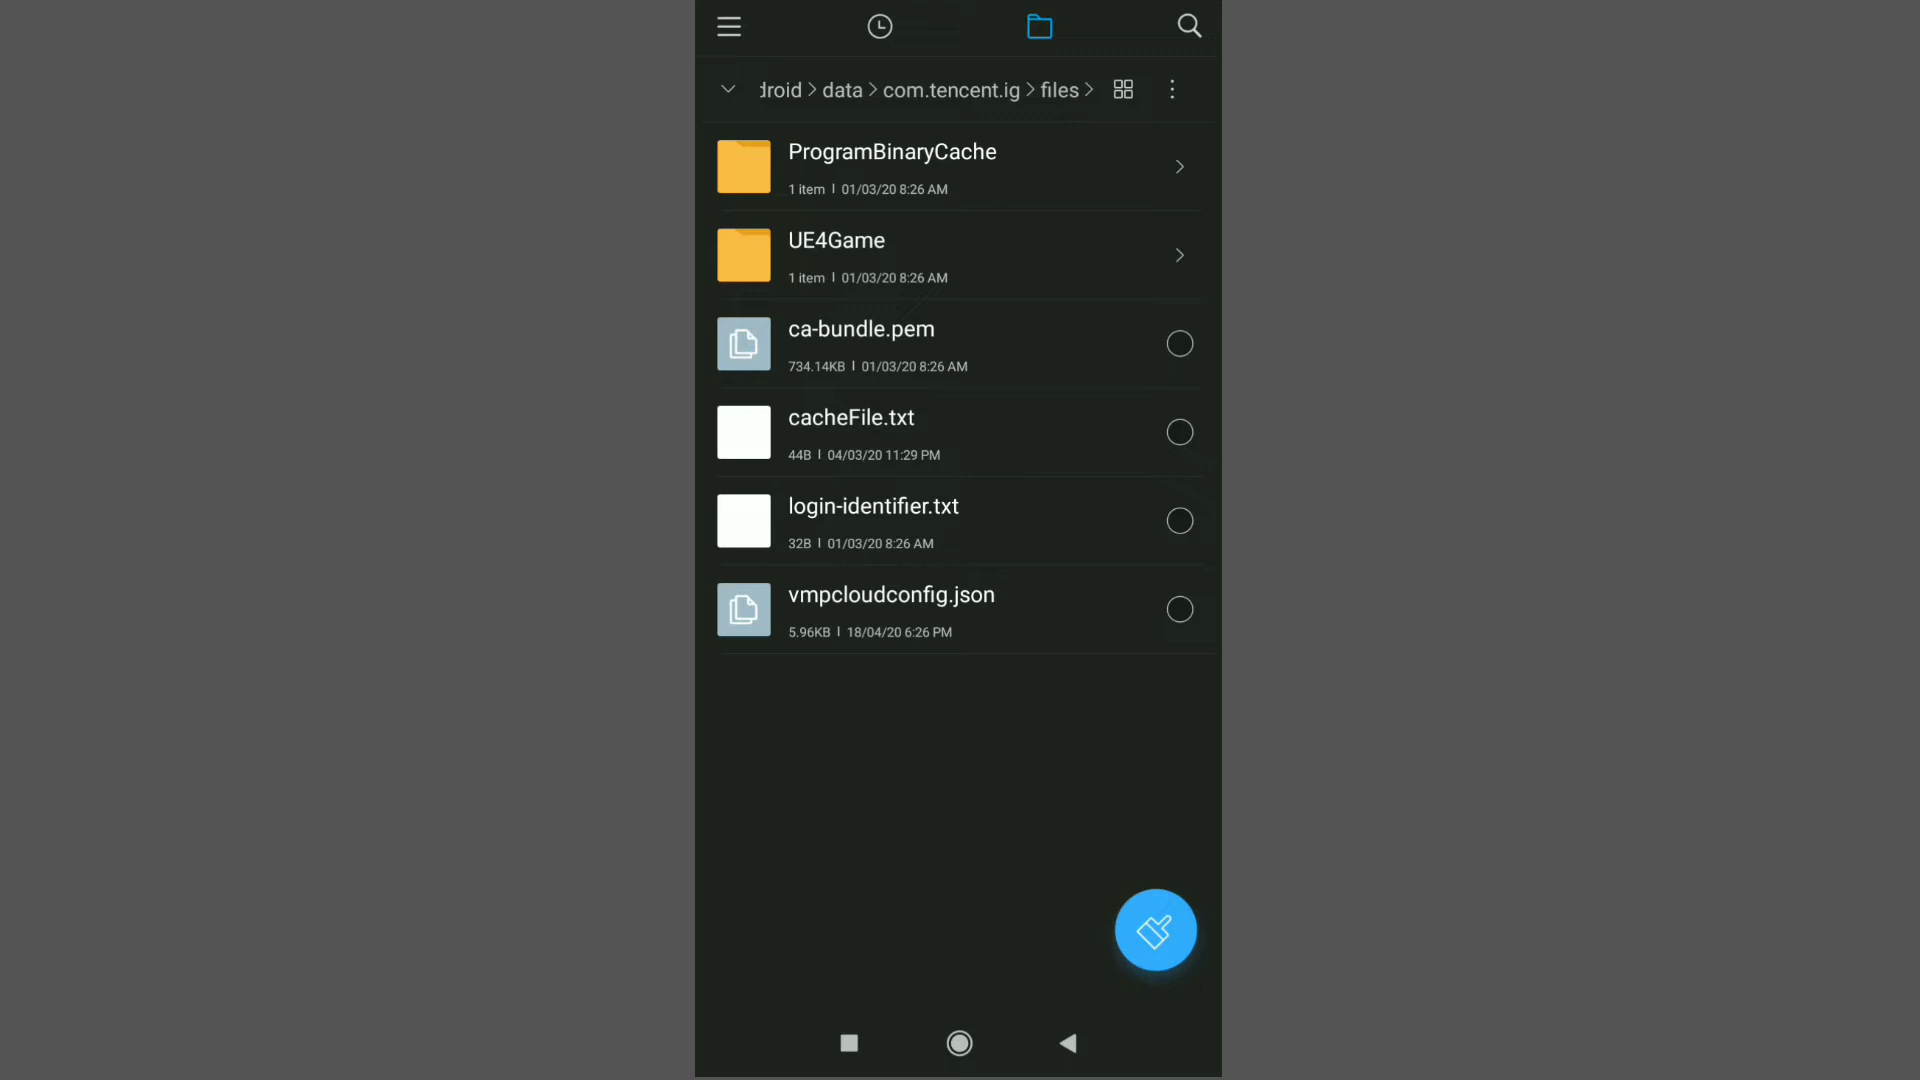 droid > data > com.tencent.ig > files >
ProgramBinaryCache
1 item | 01/03/20 8:26 AM
UE4Game
1 item | 01/03/20 8:26 AM
ca-bundle.pem
734.14KB | 01/03/20 8:26 AM
cacheFile.txt
44B | 04/03/20 11:29 PM
login-identifier.txt
32B | 01/03/20 8:26 AM
vmpcloudconfig.json
5.96KB | 18/04/20 6:26 PM